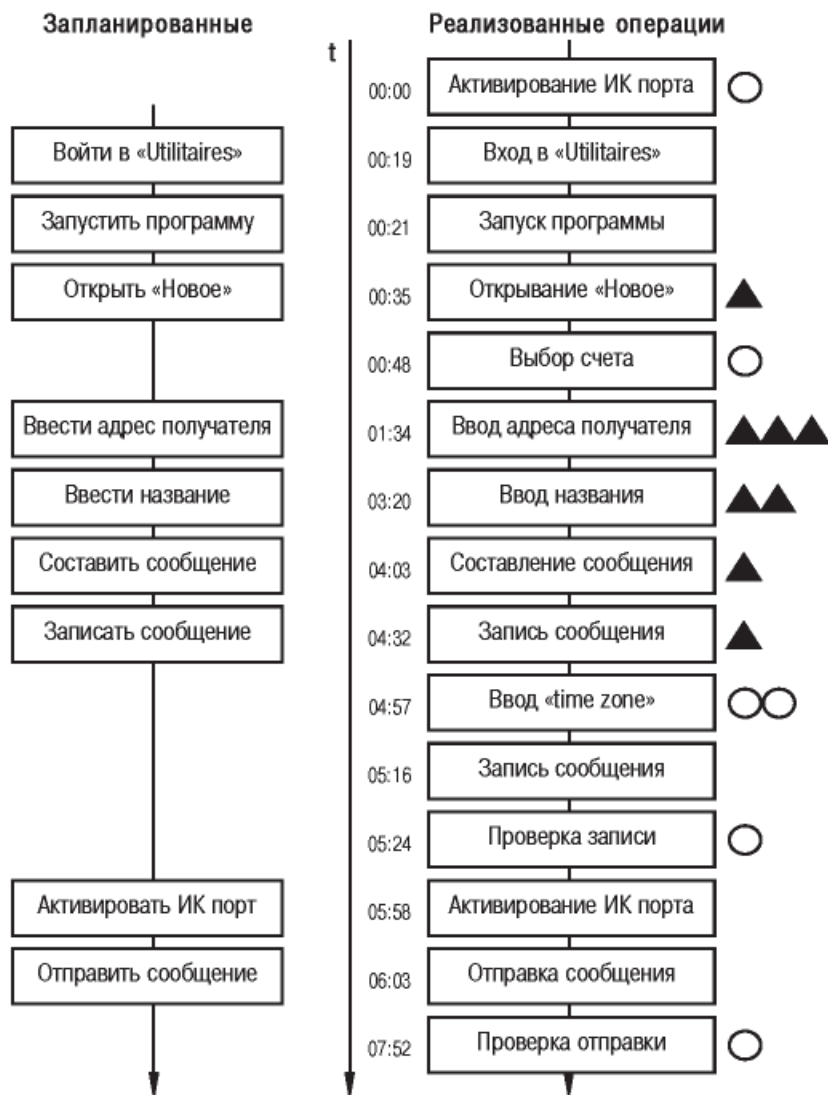 Запланированные
Реализованные операции
t
00:00
Активирование ИК порта
Войти в «Utilitaires»
00:19
Вход в «Utilitaires»
Запустить программу
00:21
Запуск программы
Открыть «Новое»
00:35
Открывание «Новое»
00:48
Выбор счета
Ввести адрес получателя
01:34
Ввод адреса получателя
Ввести название
03:20
Ввод названия
Составить сообщение
04:03
Составление сообщения
Записать сообщение
04:32
Запись сообщения
04:57
Ввод «time zone»
05:16
Запись сообщения
05:24
Проверка записи
Активировать ИК порт
05:58
Активирование ИК порта
Отправить сообщение
06:03
Отправка сообщения
07:52
Проверка отправки